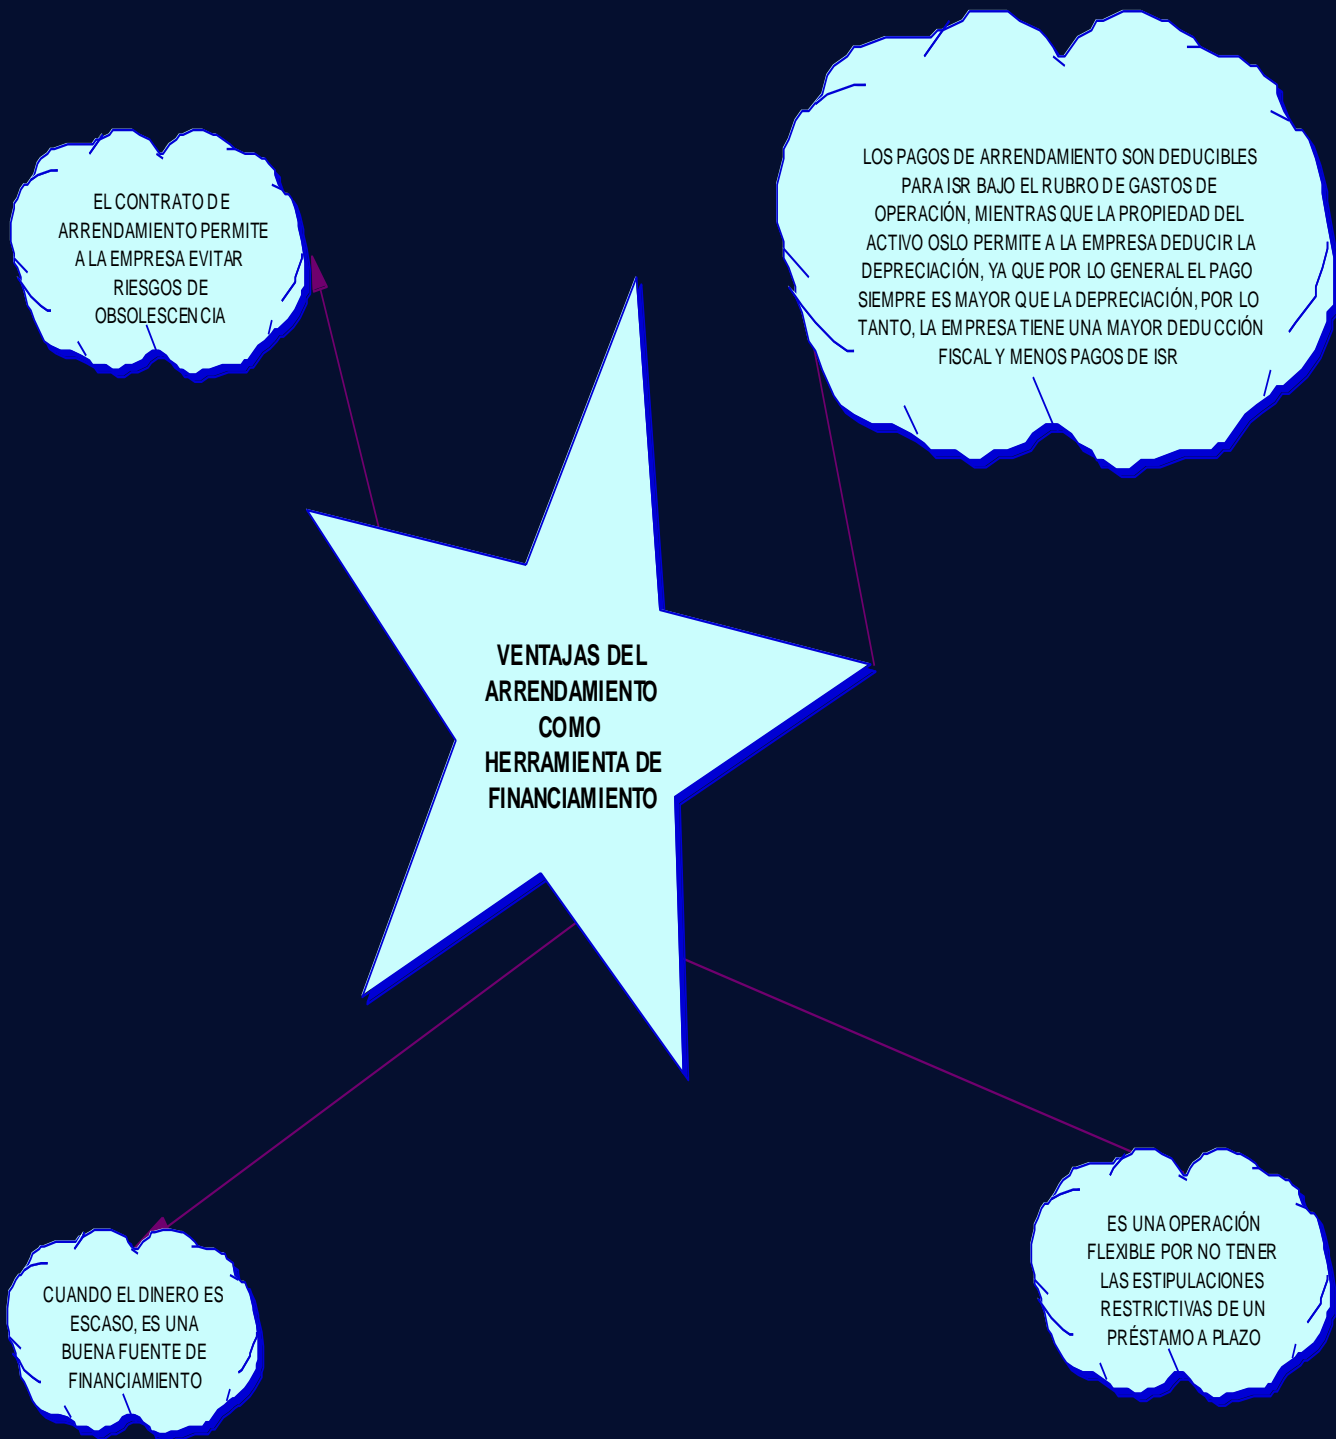 EL CONTRATO DE
ARRENDAMIENTO PERMITE
A LA EMPRESA EVITAR
RIESGOS DE
OBSOLESCENCIA
LOS PAGOS DE ARRENDAMIENTO SON DEDUCIBLES
PARA ISR BAJO EL RUBRO DE GASTOS DE
OPERACIÓN, MIENTRAS QUE LA PROPIEDAD DEL
ACTIVO OSLO PERMITE A LA EMPRESA DEDUCIR LA
DEPRECIACIÓN, YA QUE POR LO GENERAL EL PAGO
SIEMPRE ES MAYOR QUE LA DEPRECIACIÓN, POR LO
TANTO, LA EMPRESA TIENE UNA MAYOR DEDUCCIÓN
FISCAL Y MENOS PAGOS DE ISR
VENTAJAS DEL
ARRENDAMIENTO
COMO
HERRAMIENTA DE
FINANCIAMIENTO
CUANDO EL DINERO ES
ESCASO, ES UNA
BUENA FUENTE DE
FINANCIAMIENTO
ES UNA OPERACIÓN
FLEXIBLE POR NO TENER
LAS ESTIPULACIONES
RESTRICTIVAS DE UN
PRÉSTAMO A PLAZO